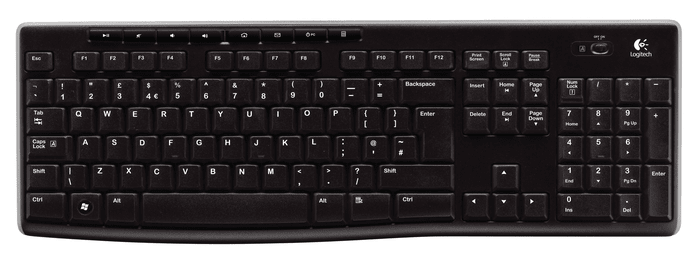 Logitech
PC
Esc F1 F2 F3 F4 F5 F6 F7 F8 F9 F10 F11 F12 Print Screen Scroll Lock Pause Break
! 1 " 2 £ 3 $ 4 € % 5 ^ 6 & 7 * 8 ( 9 ) 0 — - + = Backspace Insert Home Page Up Num Lock / * -
Tab Q W E R T Y U I O P { [ } ] Enter Delete End Page Down 7 Home 8 9 Pg Up +
Caps Lock A A S D F G H J K L : ; @ ' ~ # 4 5 6
Shift | \ Z X C V B N M < , > . ? / Shift 1 End 2 3 Pg Dn Enter
Ctrl Alt Alt Ctrl 0 Ins . Del